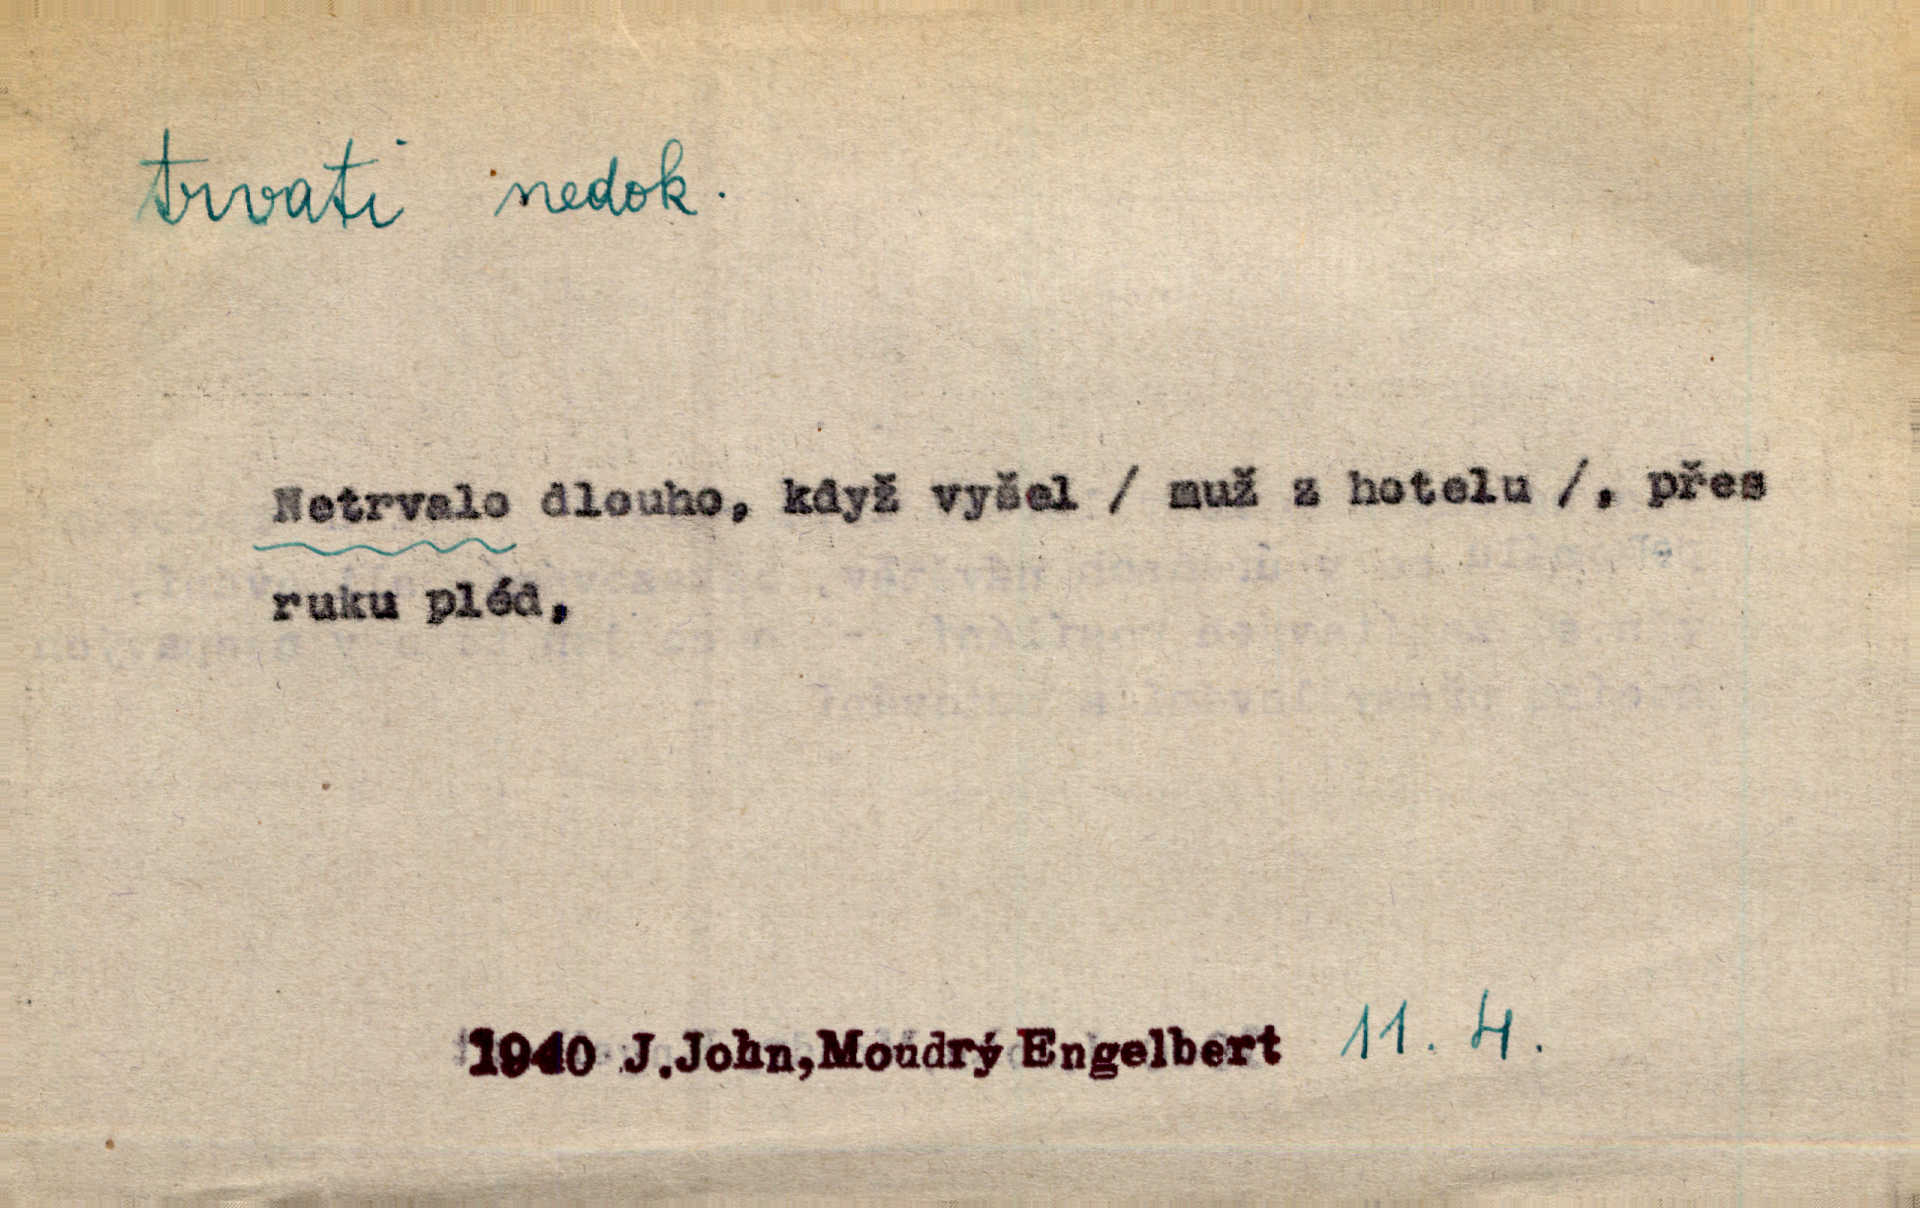 trvati nedok.
Netrvalo dlouho, když vyšel / muž z hotelu /, přes
ruku pléd,
1940 J.John,Moudrý Engelbert 11. 4.